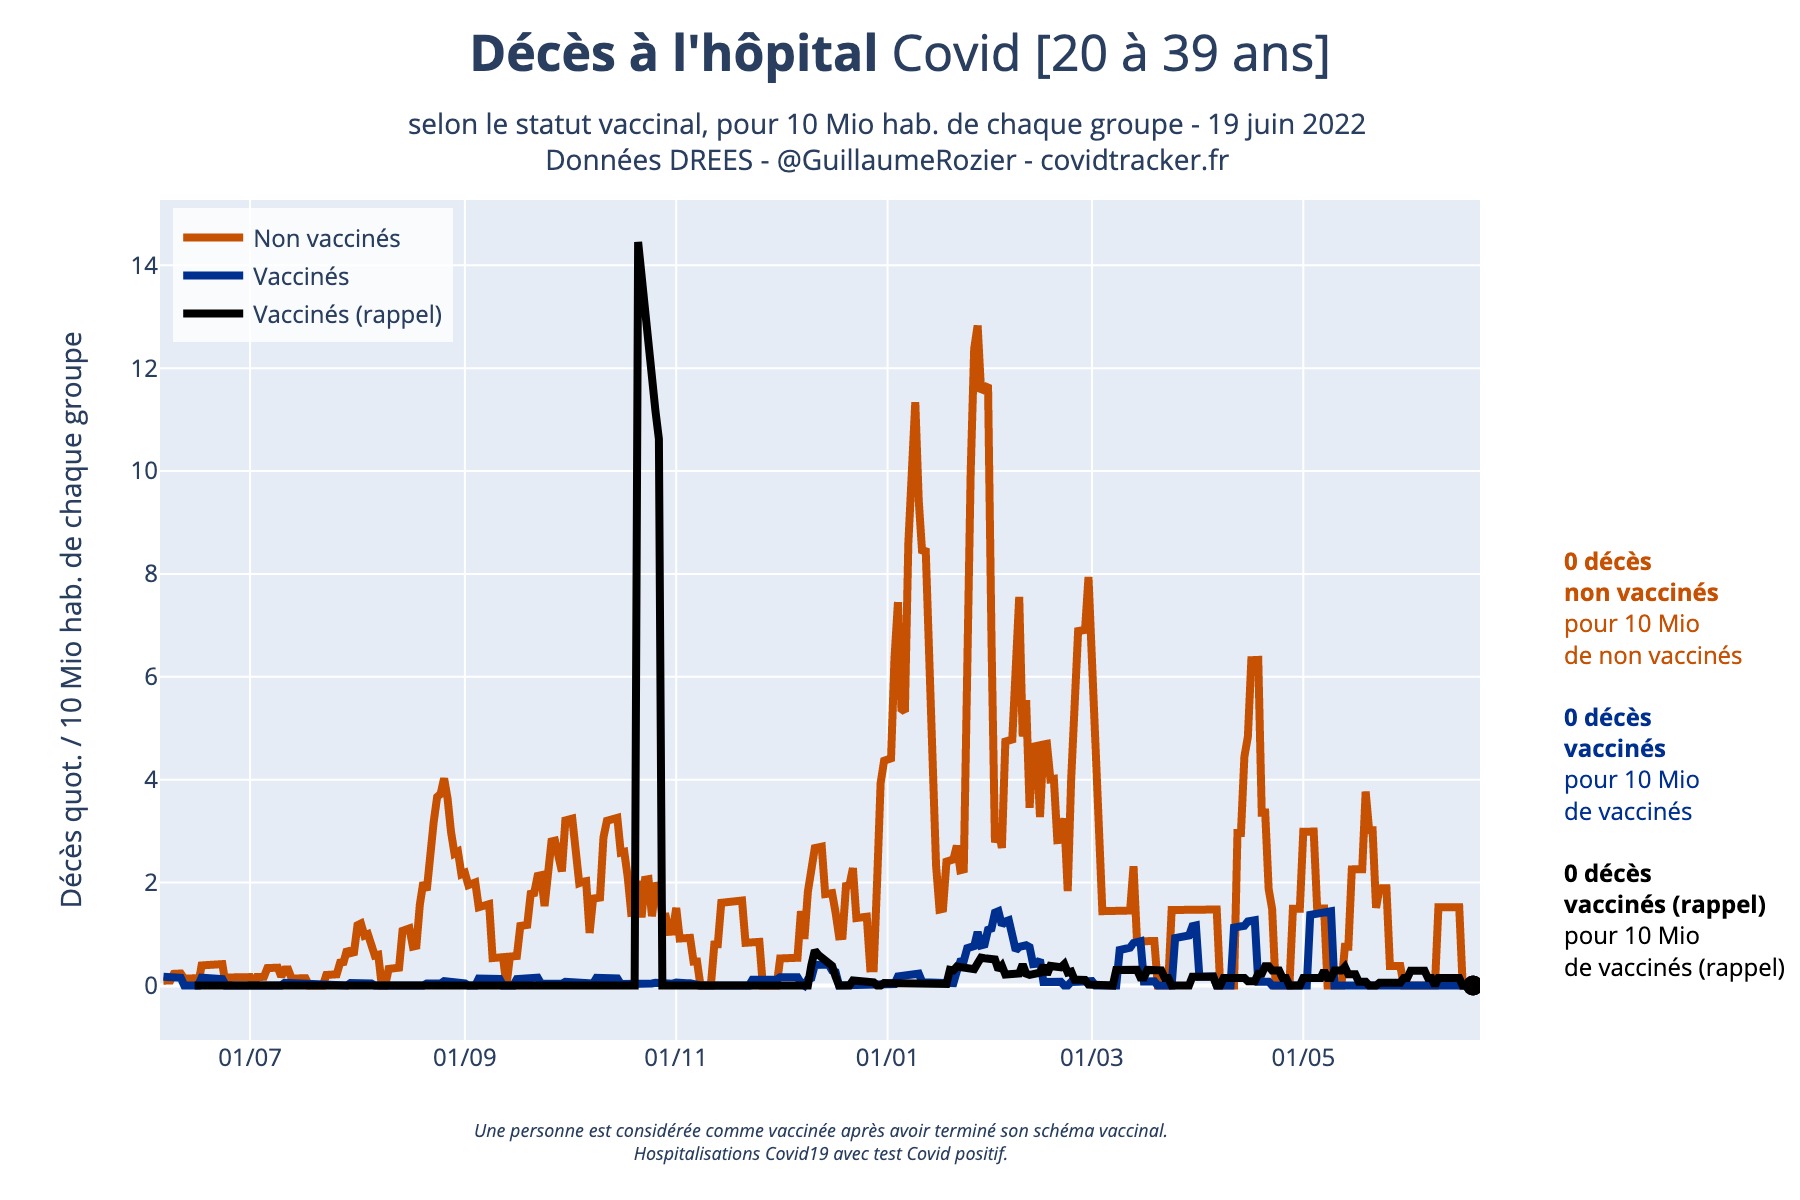 Décès à l'hôpital Covid [20 à 39 ans]
selon le statut vaccinal, pour 10 Mio hab. de chaque groupe - 19 juin 2022
Données DREES - @GuillaumeRozier - covidtracker.fr
Non vaccinés
Vaccinés
Vaccinés (rappel)
Décès quot. / 10 Mio hab. de chaque groupe
14
12
10
8
6
4
2
0
01/07
01/09
01/11
01/01
01/03
01/05
0 décès
non vaccinés
pour 10 Mio
de non vaccinés
0 décès
vaccinés
pour 10 Mio
de vaccinés
0 décès
vaccinés (rappel)
pour 10 Mio
de vaccinés (rappel)
Une personne est considérée comme vaccinée après avoir terminé son schéma vaccinal.
Hospitalisations Covid19 avec test Covid positif.